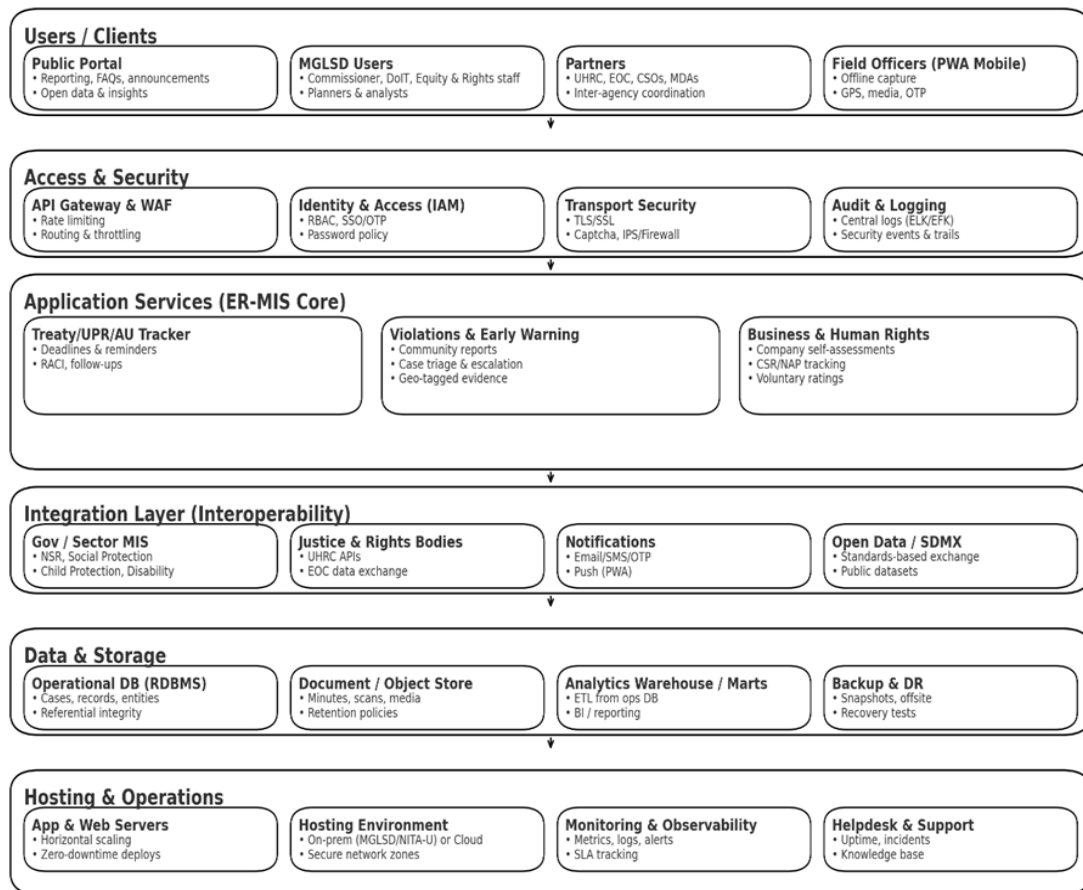 Users / Clients
Public Portal
• Reporting, FAQs, announcements
• Open data & insights
MGLSD Users
• Commissioner, DoIT, Equity & Rights staff
• Planners & analysts
Partners
• UHRC, EOC, CSOs, MDAs
• Inter-agency coordination
Field Officers (PWA Mobile)
• Offline capture
• GPS, media, OTP
Access & Security
API Gateway & WAF
• Rate limiting
• Routing & throttling
Identity & Access (IAM)
• RBAC, SSO/OTP
• Password policy
Transport Security
• TLS/SSL
• Captcha, IPS/Firewall
Audit & Logging
• Central logs (ELK/EFK)
• Security events & trails
Application Services (ER-MIS Core)
Treaty/UPR/AU Tracker
• Deadlines & reminders
• RACI, follow-ups
Violations & Early Warning
• Community reports
• Case triage & escalation
• Geo-tagged evidence
Business & Human Rights
• Company self-assessments
• CSR/NAP tracking
• Voluntary ratings
Integration Layer (Interoperability)
Gov / Sector MIS
• NSR, Social Protection
• Child Protection, Disability
Justice & Rights Bodies
• UHRC APIs
• EOC data exchange
Notifications
• Email/SMS/OTP
• Push (PWA)
Open Data / SDMX
• Standards-based exchange
• Public datasets
Data & Storage
Operational DB (RDBMS)
• Cases, records, entities
• Referential integrity
Document / Object Store
• Minutes, scans, media
• Retention policies
Analytics Warehouse / Marts
• ETL from ops DB
• BI / reporting
Backup & DR
• Snapshots, offsite
• Recovery tests
Hosting & Operations
App & Web Servers
• Horizontal scaling
• Zero-downtime deploys
Hosting Environment
• On-prem (MGLSD/NITA-U) or Cloud
• Secure network zones
Monitoring & Observability
• Metrics, logs, alerts
• SLA tracking
Helpdesk & Support
• Uptime, incidents
• Knowledge base